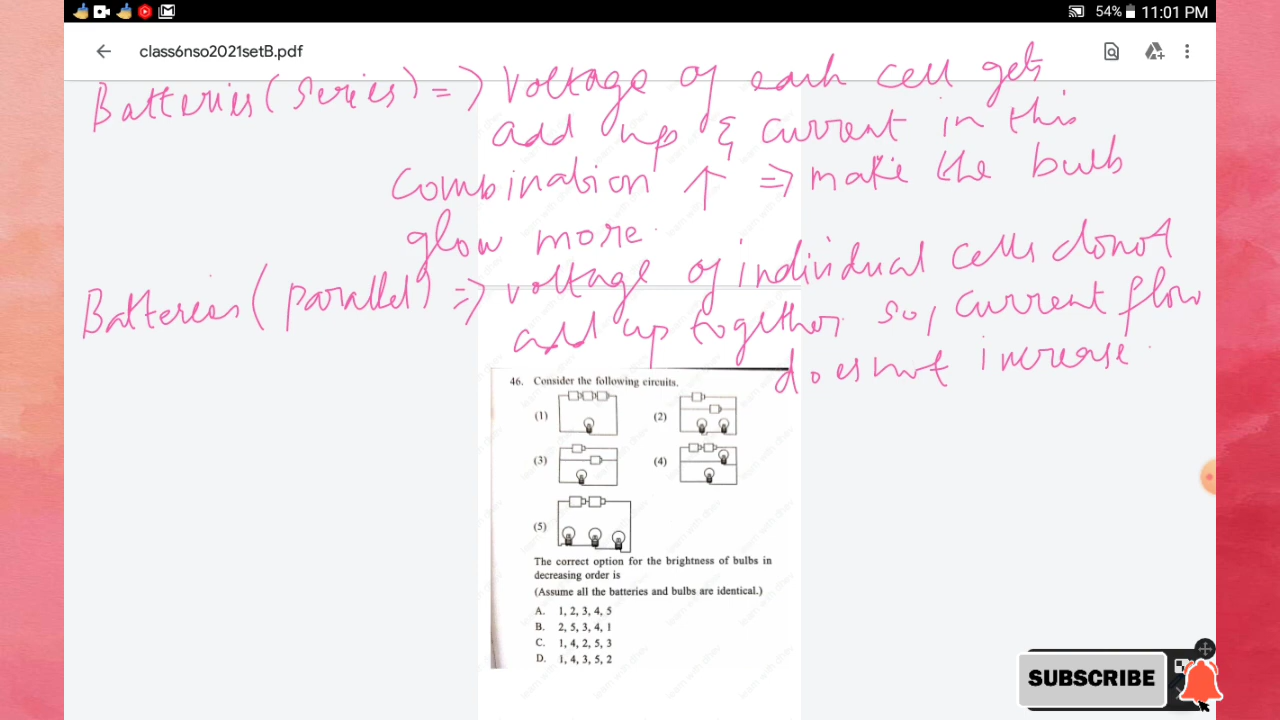 54% 11:01 PM
class6nso2021setB.pdf
Batteries (series) => Voltage of each cell gets
add up & current in this
combination ↑ => make the bulb
glow more.
Batteries (parallel) => voltage of individual cells donot
add up together so, current flow
does not increase.
46. Consider the following circuits.
(1) (2)
(3) (4)
(5)
The correct option for the brightness of bulbs in
decreasing order is
(Assume all the batteries and bulbs are identical.)
A. 1, 2, 3, 4, 5
B. 2, 5, 3, 4, 1
C. 1, 4, 2, 5, 3
D. 1, 4, 3, 5, 2
SUBSCRIBE